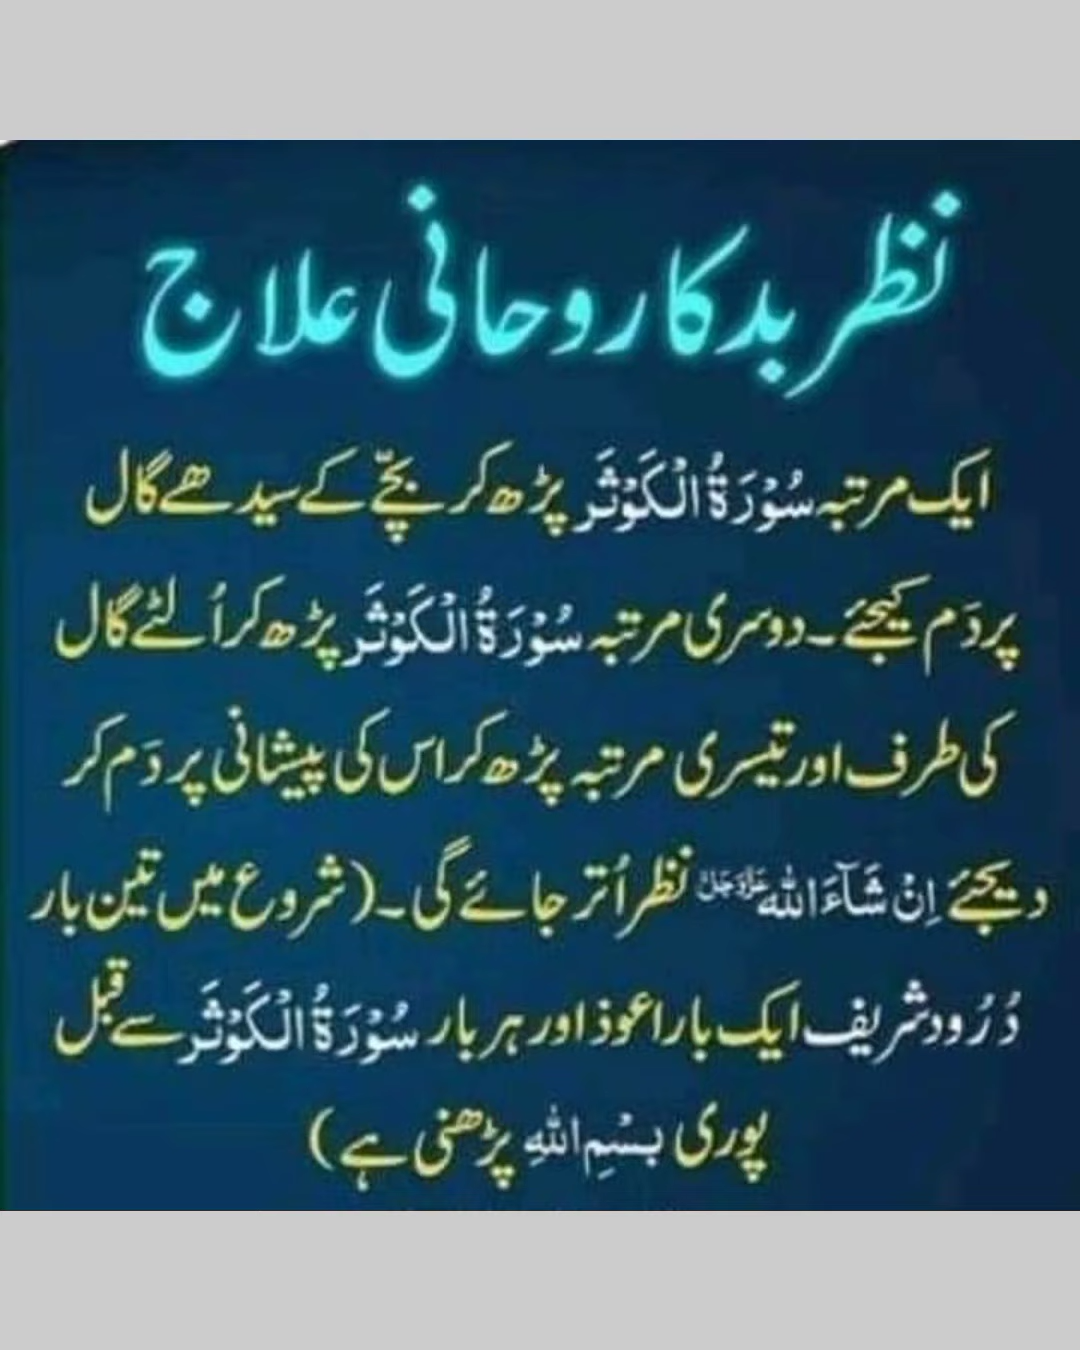 نظرِ بد کا روحانی علاج
ایک مرتبہ سُوْرَۃُ الْکَوْثَر پڑھ کر بچّے کے سیدھے گال
پر دَم کیجئے۔ دوسری مرتبہ سُوْرَۃُ الْکَوْثَر پڑھ کر اُلٹے گال
کی طرف اور تیسری مرتبہ پڑھ کر اس کی پیشانی پر دَم کر
دیجئے اِنْ شَآءَ اللہ عَزَّوَجَلَّ نظر اُتر جائے گی۔ (شروع میں تین بار
دُرُود شریف ایک بار اعوذ اور ہر بار سُوْرَۃُ الْکَوْثَر سے قبل
پوری بِسْمِ اللہِ پڑھنی ہے)